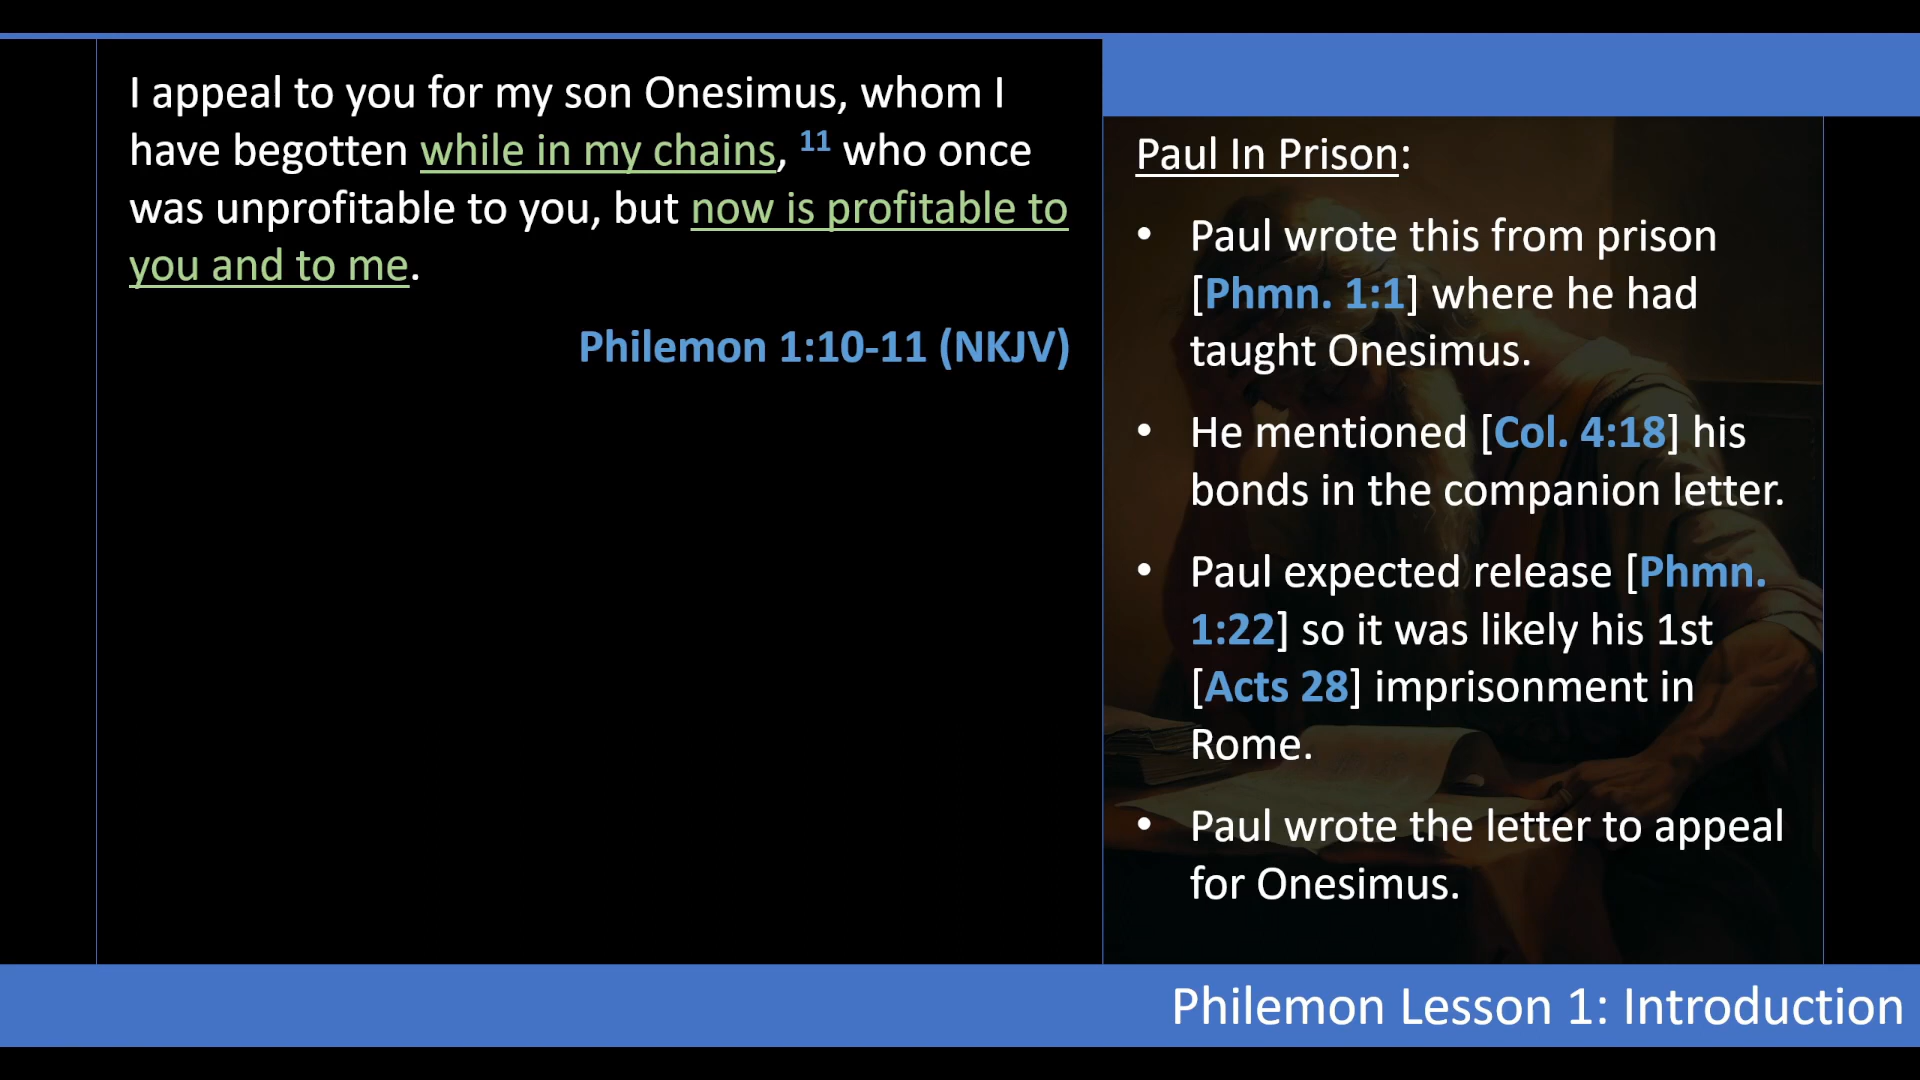 I appeal to you for my son Onesimus, whom I
have begotten while in my chains, 11 who once
was unprofitable to you, but now is profitable to
you and to me.
Philemon 1:10-11 (NKJV)
Paul In Prison:
• Paul wrote this from prison
[Phmn. 1:1] where he had
taught Onesimus.
• He mentioned [Col. 4:18] his
bonds in the companion letter.
• Paul expected release [Phmn.
1:22] so it was likely his 1st
[Acts 28] imprisonment in
Rome.
• Paul wrote the letter to appeal
for Onesimus.
Philemon Lesson 1: Introduction